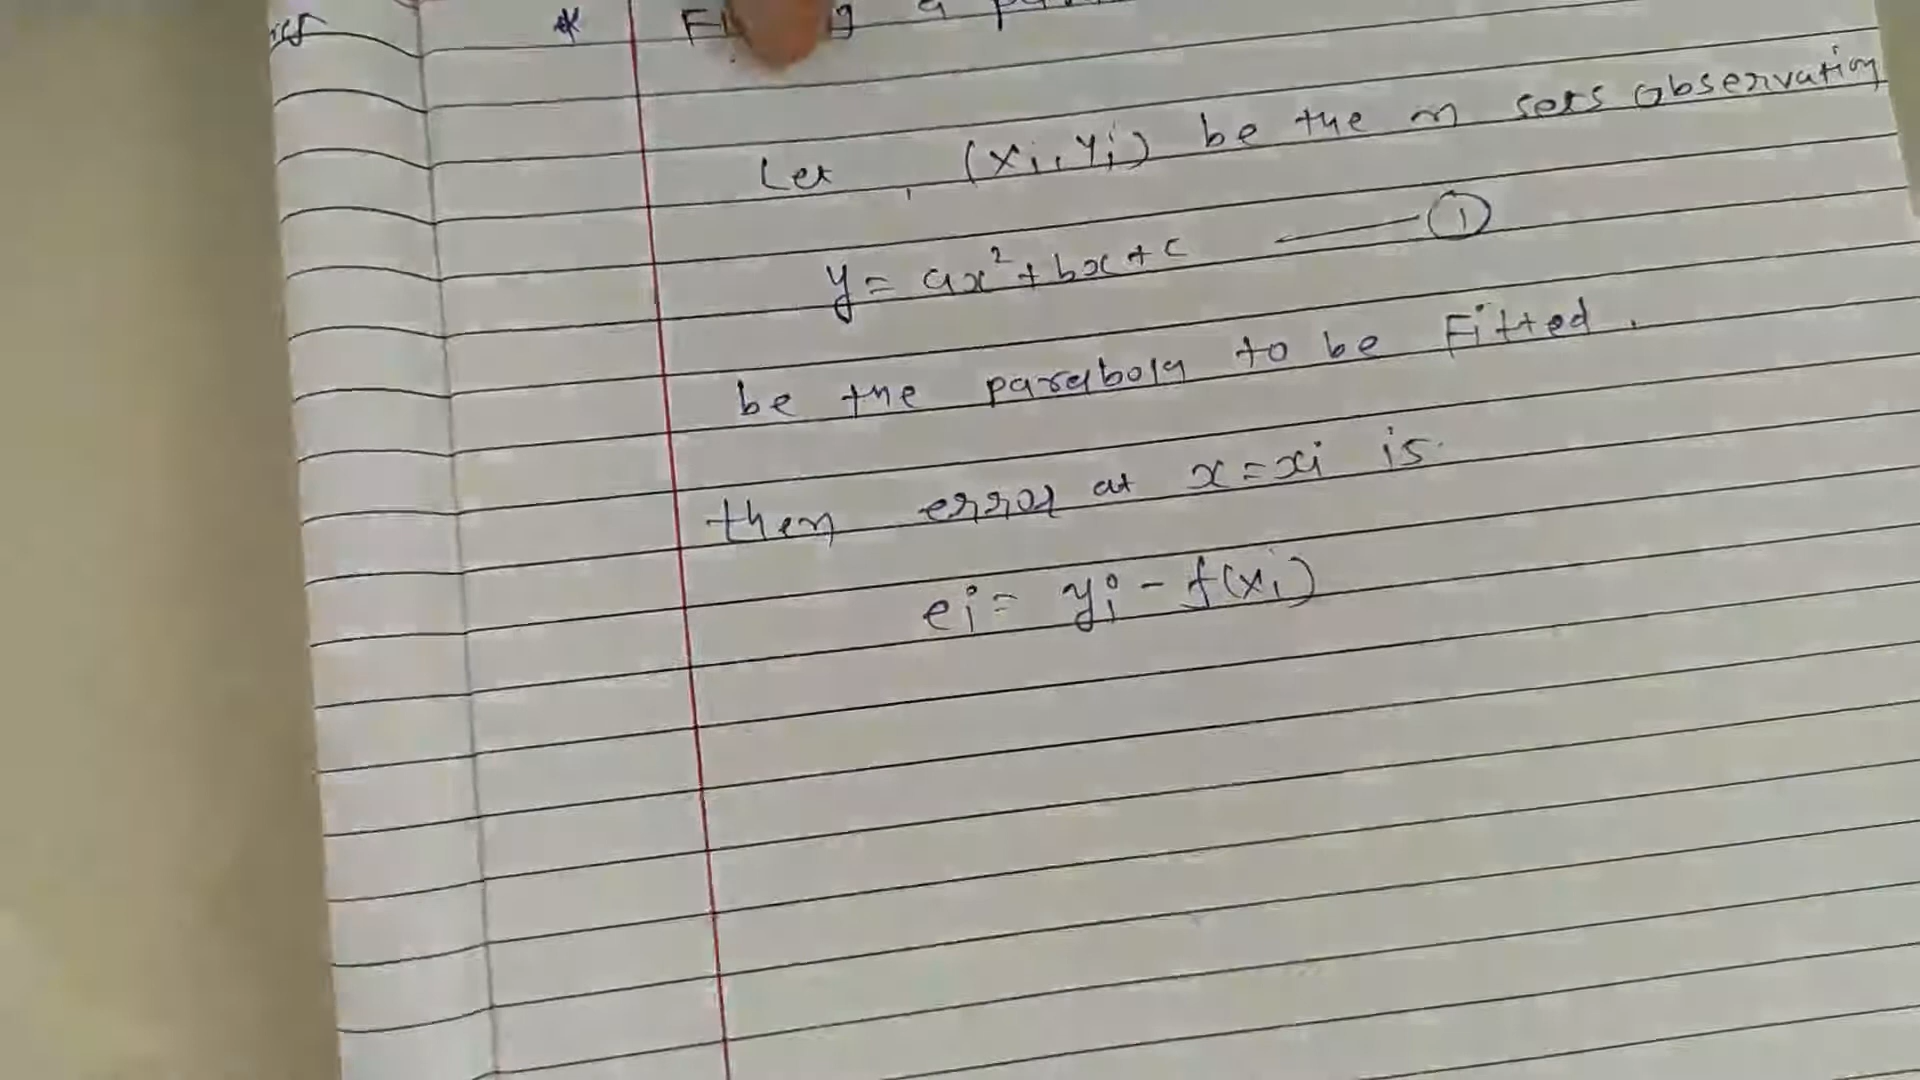 * a
Let , (xi, yi) be the n sets observation
y = ax² + bx + c —— ①
be the parabola to be Fitted.
then error at x = xi is.
ei = yi - f(xi)